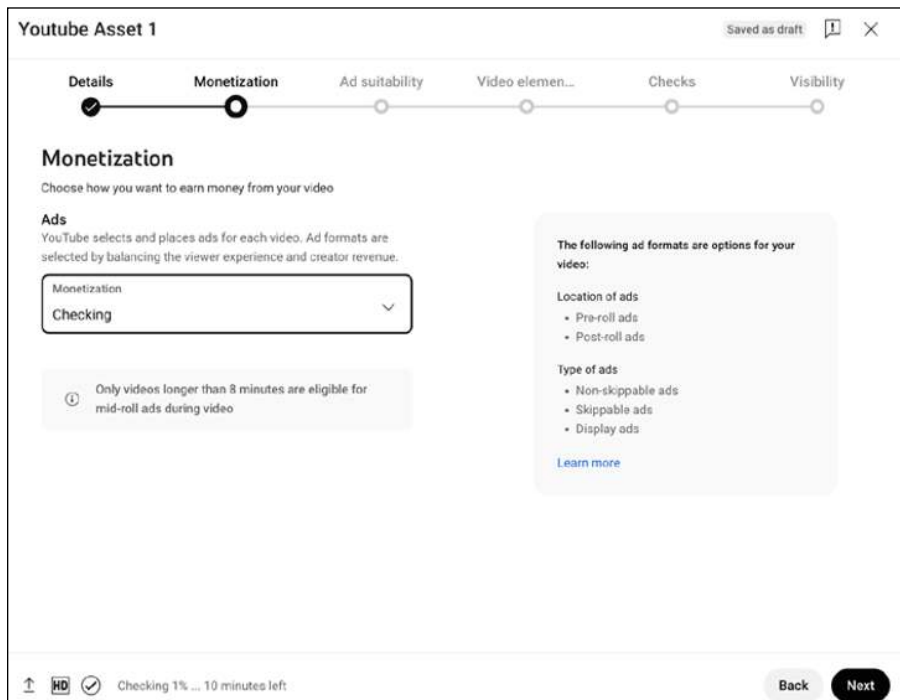 Youtube Asset 1
Saved as draft
Details
Monetization
Ad suitability
Video elemen...
Checks
Visibility
Monetization
Choose how you want to earn money from your video
Ads
YouTube selects and places ads for each video. Ad formats are
selected by balancing the viewer experience and creator revenue.
Monetization
Checking
Only videos longer than 8 minutes are eligible for
mid-roll ads during video
The following ad formats are options for your
video:
Location of ads
• Pre-roll ads
• Post-roll ads
Type of ads
• Non-skippable ads
• Skippable ads
• Display ads
Learn more
HD
Checking 1% ... 10 minutes left
Back
Next